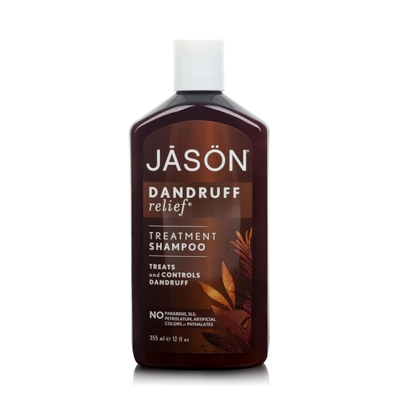 JĀSÖN
DANDRUFF
relief®
TREATMENT
SHAMPOO
TREATS
and CONTROLS
DANDRUFF
NO PARABENS, SLS,
PETROLATUM, ARTIFICIAL
COLORS or PHTHALATES
355 ml e 12 fl oz